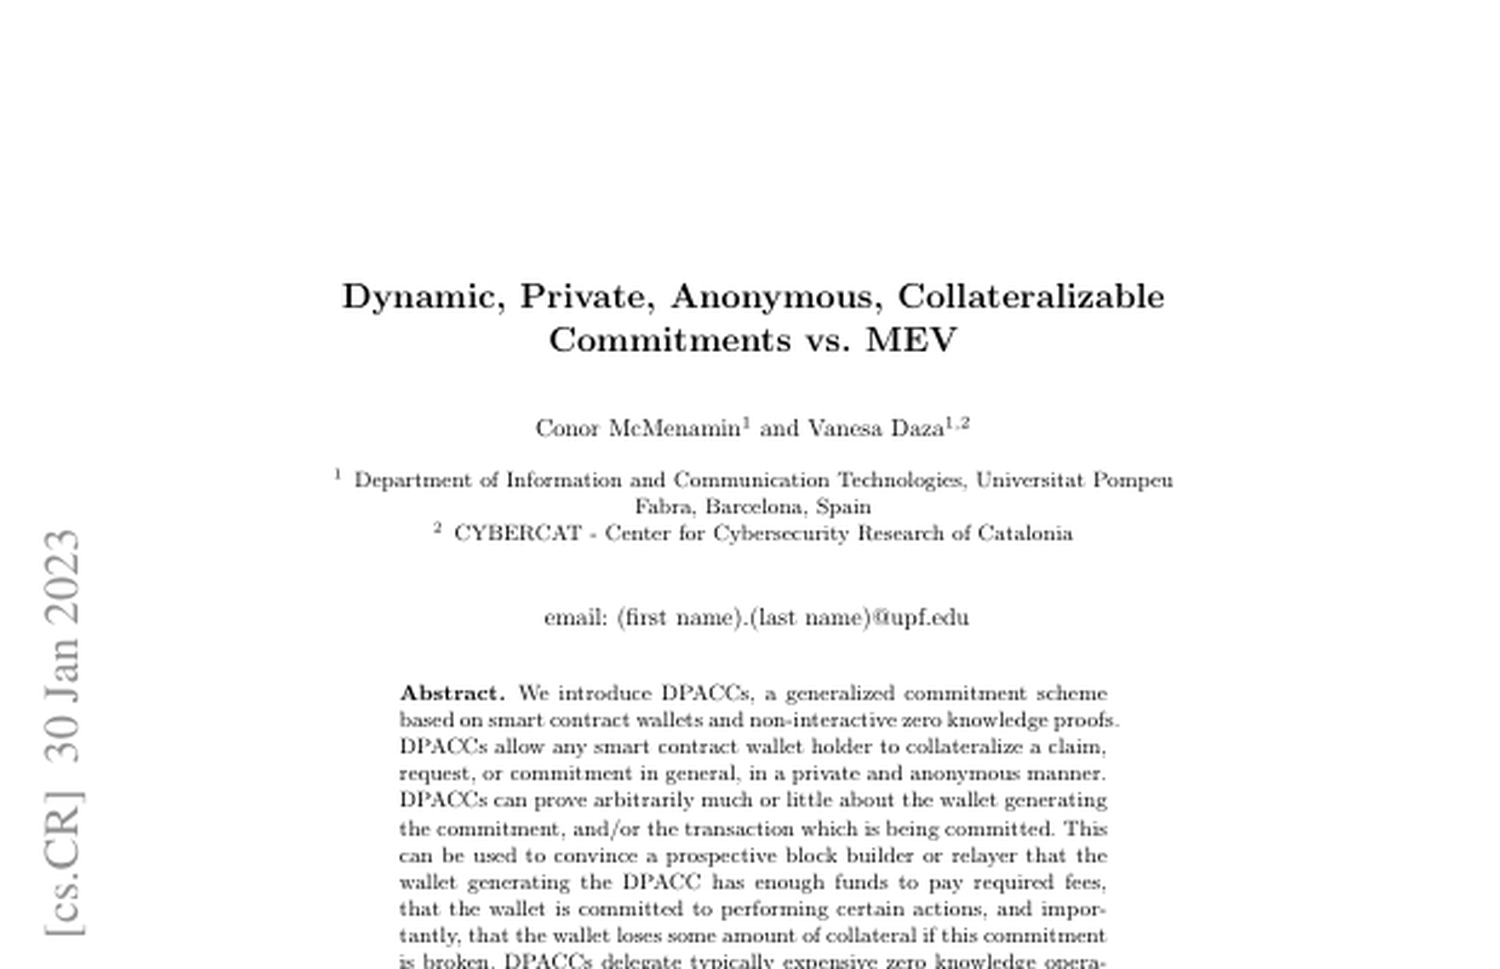 Dynamic, Private, Anonymous, Collateralizable
Commitments vs. MEV
Conor McMenamin¹ and Vanesa Daza¹,²
¹ Department of Information and Communication Technologies, Universitat Pompeu
Fabra, Barcelona, Spain
² CYBERCAT - Center for Cybersecurity Research of Catalonia
email: (first name).(last name)@upf.edu
Abstract. We introduce DPACCs, a generalized commitment scheme
based on smart contract wallets and non-interactive zero knowledge proofs.
DPACCs allow any smart contract wallet holder to collateralize a claim,
request, or commitment in general, in a private and anonymous manner.
DPACCs can prove arbitrarily much or little about the wallet generating
the commitment, and/or the transaction which is being committed. This
can be used to convince a prospective block builder or relayer that the
wallet generating the DPACC has enough funds to pay required fees,
that the wallet is committed to performing certain actions, and impor-
tantly, that the wallet loses some amount of collateral if this commitment
is broken. DPACCs delegate typically expensive zero knowledge opera-
[cs.CR] 30 Jan 2023